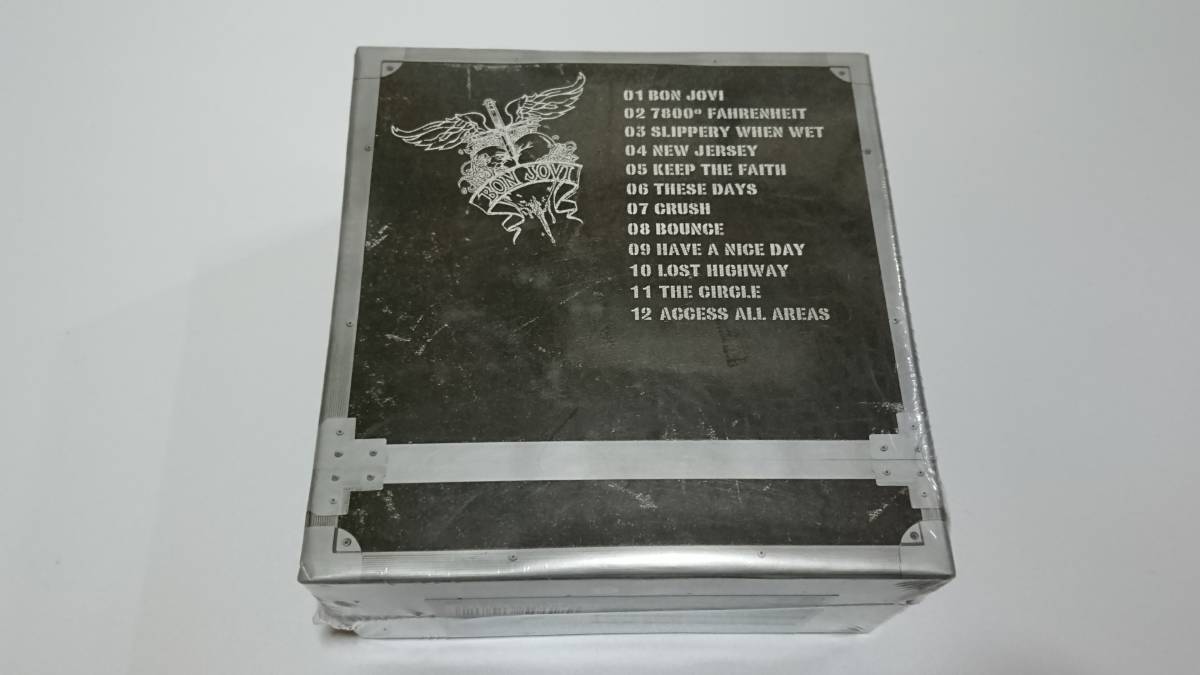 BON JOVI
01 BON JOVI
02 7800º FAHRENHEIT
03 SLIPPERY WHEN WET
04 NEW JERSEY
05 KEEP THE FAITH
06 THESE DAYS
07 CRUSH
08 BOUNCE
09 HAVE A NICE DAY
10 LOST HIGHWAY
11 THE CIRCLE
12 ACCESS ALL AREAS